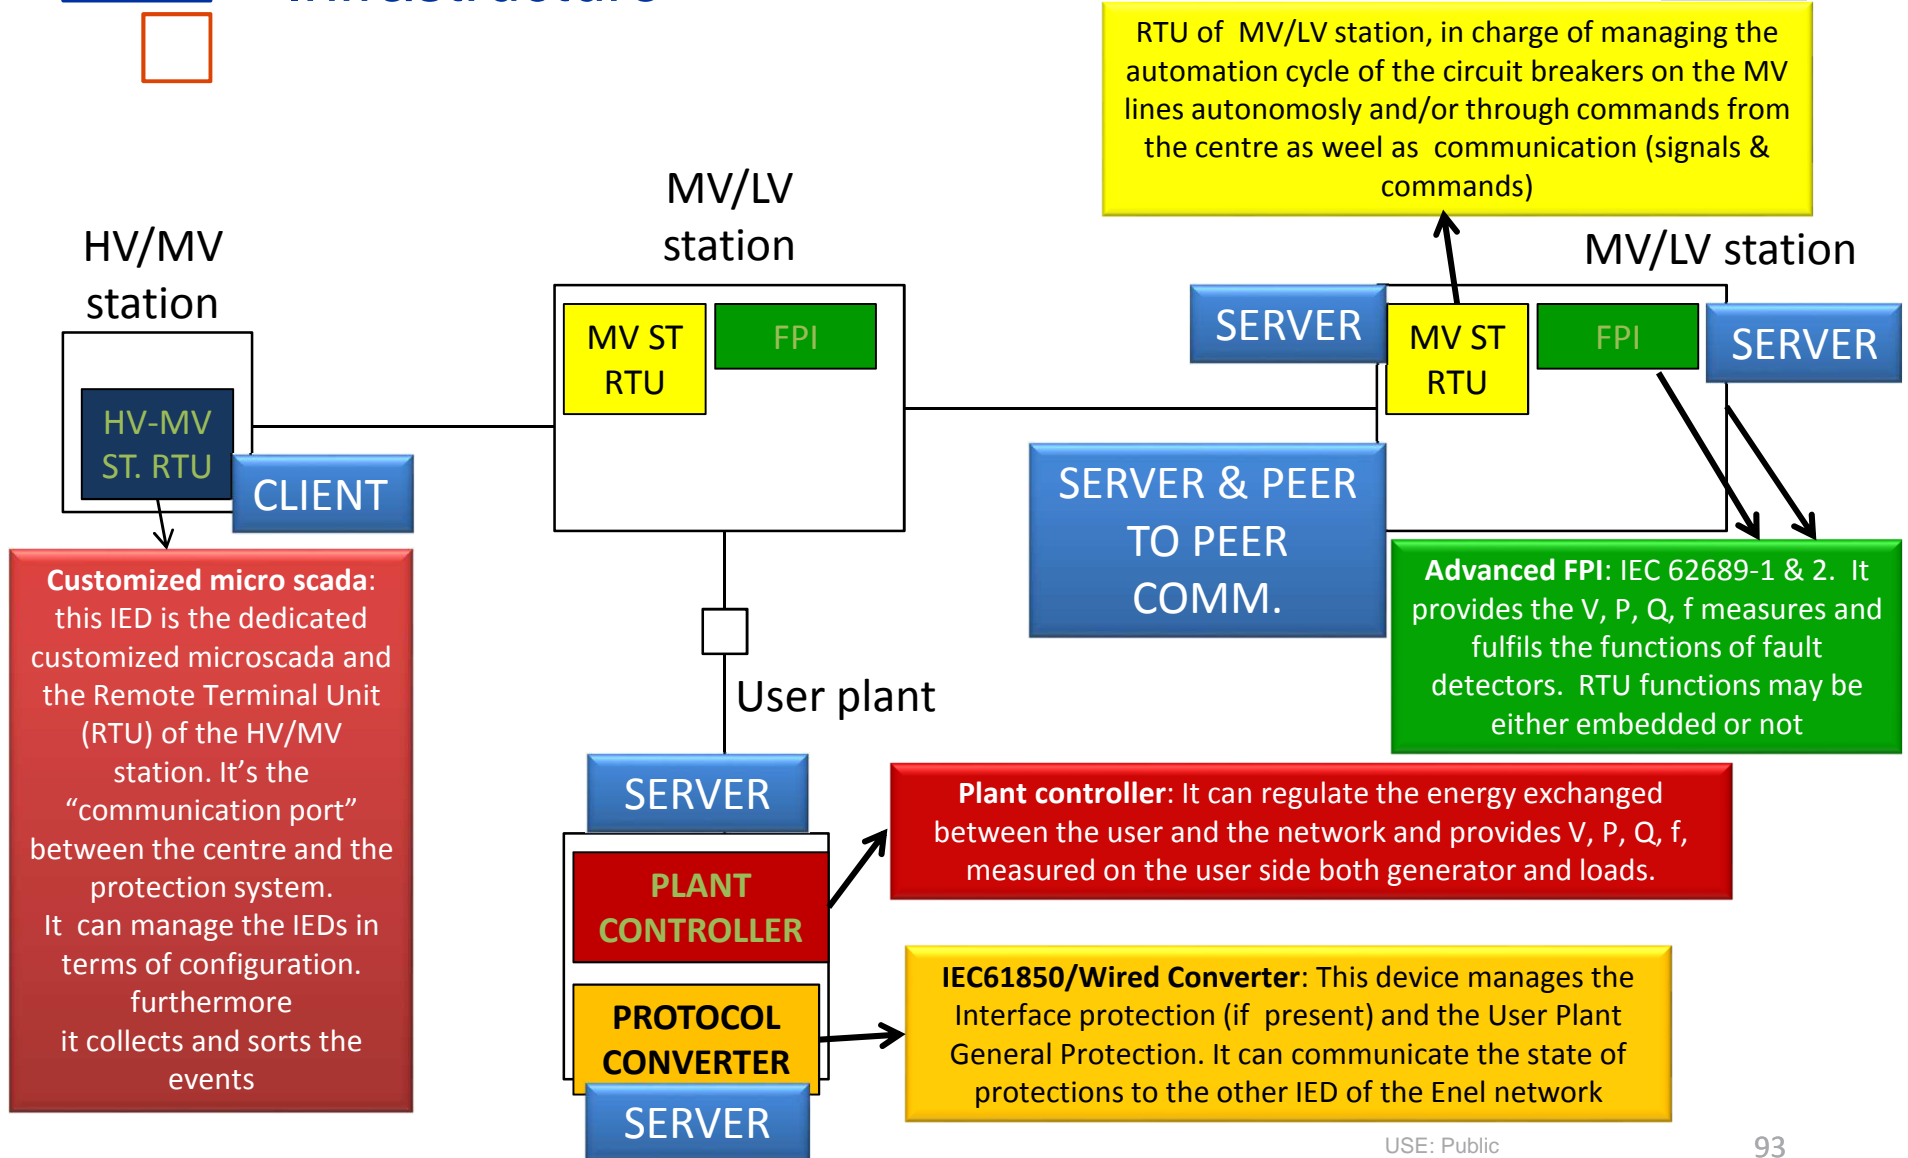 Infrastructure
RTU of MV/LV station, in charge of managing the
automation cycle of the circuit breakers on the MV
lines autonomosly and/or through commands from
the centre as weel as communication (signals &
commands)
HV/MV
station
MV/LV
station
MV/LV station
HV-MV
ST. RTU
CLIENT
MV ST
RTU
FPI
SERVER
MV ST
RTU
FPI
SERVER
SERVER & PEER
TO PEER
COMM.
Customized micro scada:
this IED is the dedicated
customized microscada and
the Remote Terminal Unit
(RTU) of the HV/MV
station. It's the
“communication port”
between the centre and the
protection system.
It can manage the IEDs in
terms of configuration.
furthermore
it collects and sorts the
events
Advanced FPI: IEC 62689-1 & 2. It
provides the V, P, Q, f measures and
fulfils the functions of fault
detectors. RTU functions may be
either embedded or not
User plant
SERVER
PLANT
CONTROLLER
PROTOCOL
CONVERTER
SERVER
Plant controller: It can regulate the energy exchanged
between the user and the network and provides V, P, Q, f,
measured on the user side both generator and loads.
IEC61850/Wired Converter: This device manages the
Interface protection (if present) and the User Plant
General Protection. It can communicate the state of
protections to the other IED of the Enel network
USE: Public
93